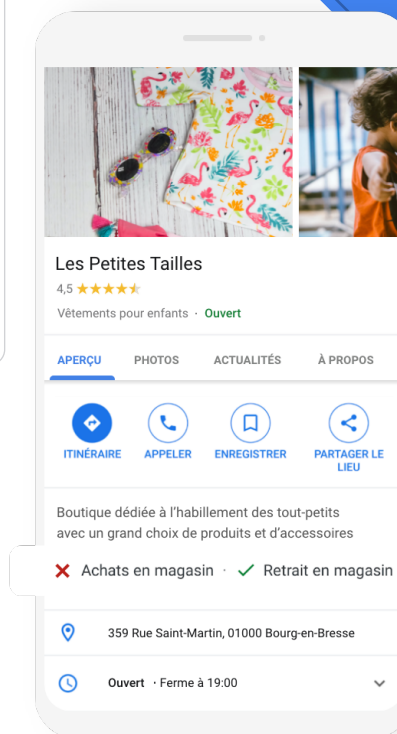 Les Petites Tailles
4,5
Vêtements pour enfants · Ouvert
APERÇU PHOTOS ACTUALITÉS À PROPOS
ITINÉRAIRE APPELER ENREGISTRER PARTAGER LE
LIEU
Boutique dédiée à l'habillement des tout-petits
avec un grand choix de produits et d'accessoires
Achats en magasin · Retrait en magasin
359 Rue Saint-Martin, 01000 Bourg-en-Bresse
Ouvert · Ferme à 19:00